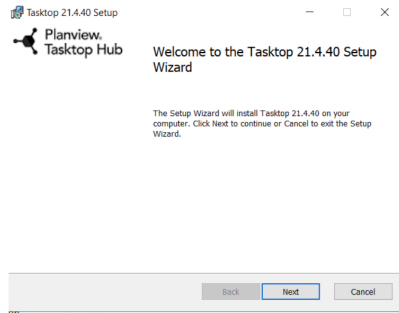 Tasktop 21.4.40 Setup
Planview.
Tasktop Hub
Welcome to the Tasktop 21.4.40 Setup
Wizard
The Setup Wizard will install Tasktop 21.4.40 on your
computer. Click Next to continue or Cancel to exit the Setup
Wizard.
Back
Next
Cancel